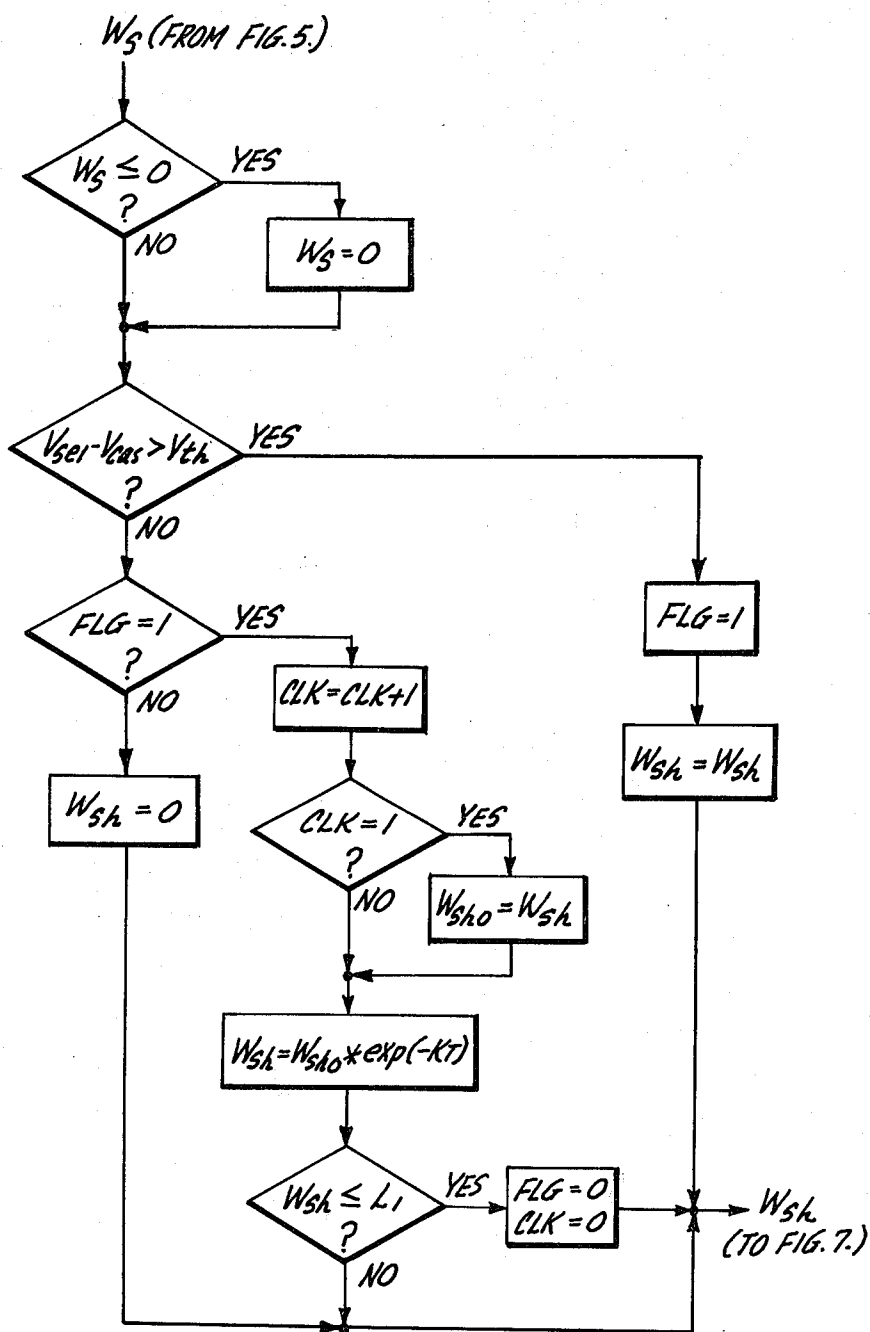 WS (FROM FIG. 5.)
WS ≤ 0
?
YES
NO
WS = 0
Vsel-Vcas > Vth
?
YES
NO
FLG = 1
?
YES
NO
FLG = 1
CLK = CLK+1
Wsh = Wsh
Wsh = 0
CLK = 1
?
YES
NO
Wsho = Wsh
Wsh = Wsho * exp(-KT)
Wsh ≤ L1
?
YES
NO
FLG = 0
CLK = 0
Wsh
(TO FIG. 7.)